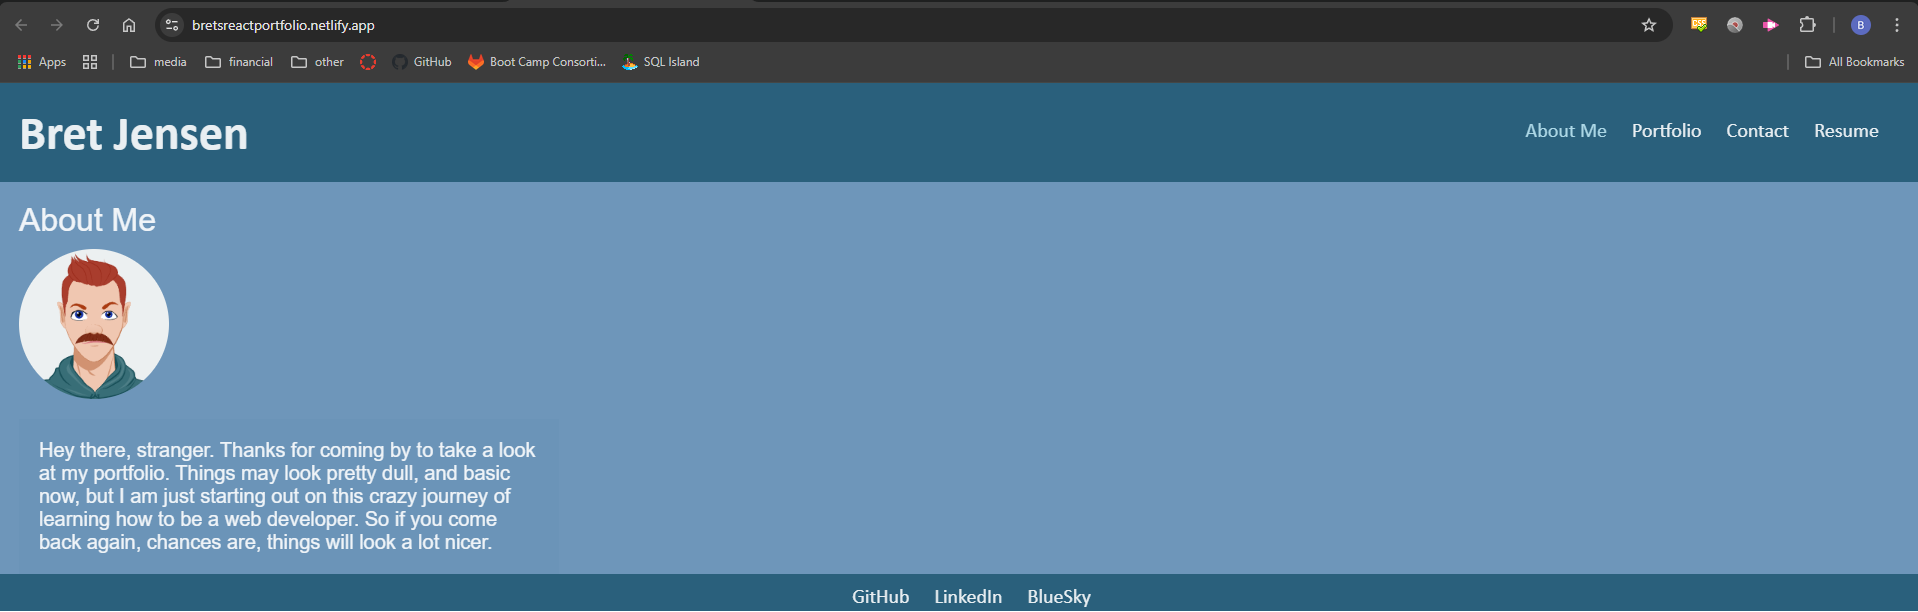 bretsreactportfolio.netlify.app
B
Apps media financial other GitHub Boot Camp Consorti... SQL Island All Bookmarks
Bret Jensen
About Me Portfolio Contact Resume
About Me
Hey there, stranger. Thanks for coming by to take a look
at my portfolio. Things may look pretty dull, and basic
now, but I am just starting out on this crazy journey of
learning how to be a web developer. So if you come
back again, chances are, things will look a lot nicer.
GitHub LinkedIn BlueSky